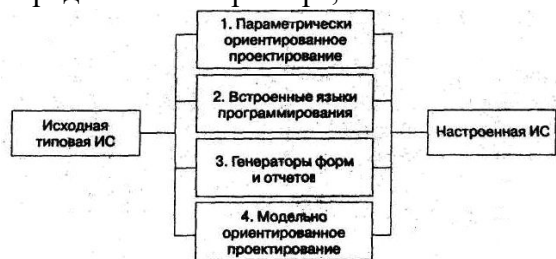 1. Параметрически
ориентированное
проектирование
2. Встроенные языки
программирования
Исходная
типовая ИС
Настроенная ИС
3. Генераторы форм
и отчетов
4. Модельно
ориентированное
проектирование